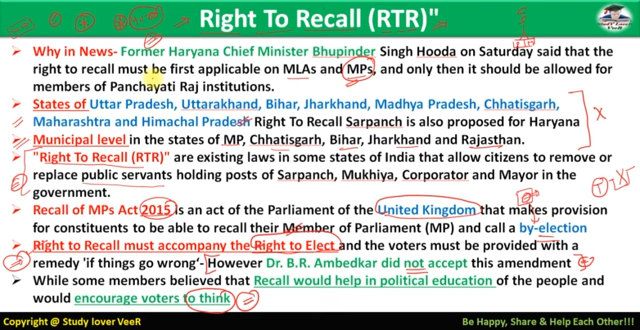 Right To Recall (RTR)"
Study Lover VeeR
Why in News- Former Haryana Chief Minister Bhupinder Singh Hooda on Saturday said that the
right to recall must be first applicable on MLAs and MPs, and only then it should be allowed for
members of Panchayati Raj institutions.
States of Uttar Pradesh, Uttarakhand, Bihar, Jharkhand, Madhya Pradesh, Chhatisgarh,
Maharashtra and Himachal Pradesh Right To Recall Sarpanch is also proposed for Haryana
Municipal level in the states of MP, Chhatisgarh, Bihar, Jharkand and Rajasthan.
"Right To Recall (RTR)" are existing laws in some states of India that allow citizens to remove or
replace public servants holding posts of Sarpanch, Mukhiya, Corporator and Mayor in the
government.
Recall of MPs Act 2015 is an act of the Parliament of the United Kingdom that makes provision
for constituents to be able to recall their Member of Parliament (MP) and call a by-election
Right to Recall must accompany the Right to Elect and the voters must be provided with a
remedy 'if things go wrong'- However Dr. B.R. Ambedkar did not accept this amendment
While some members believed that Recall would help in political education of the people and
would encourage voters to think
Copyright @ Study lover VeeR
Be Happy, Share & Help Each Other!!!